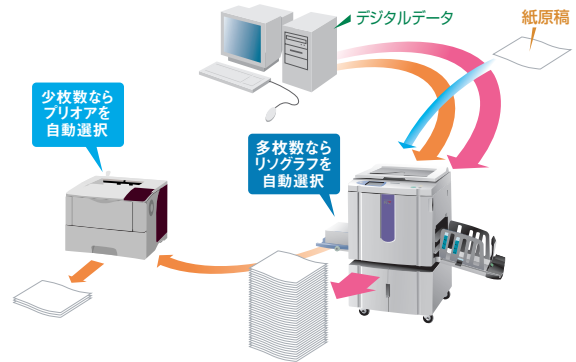 デジタルデータ
紙原稿
少枚数なら
プリオアを
自動選択
多枚数なら
リソグラフを
自動選択